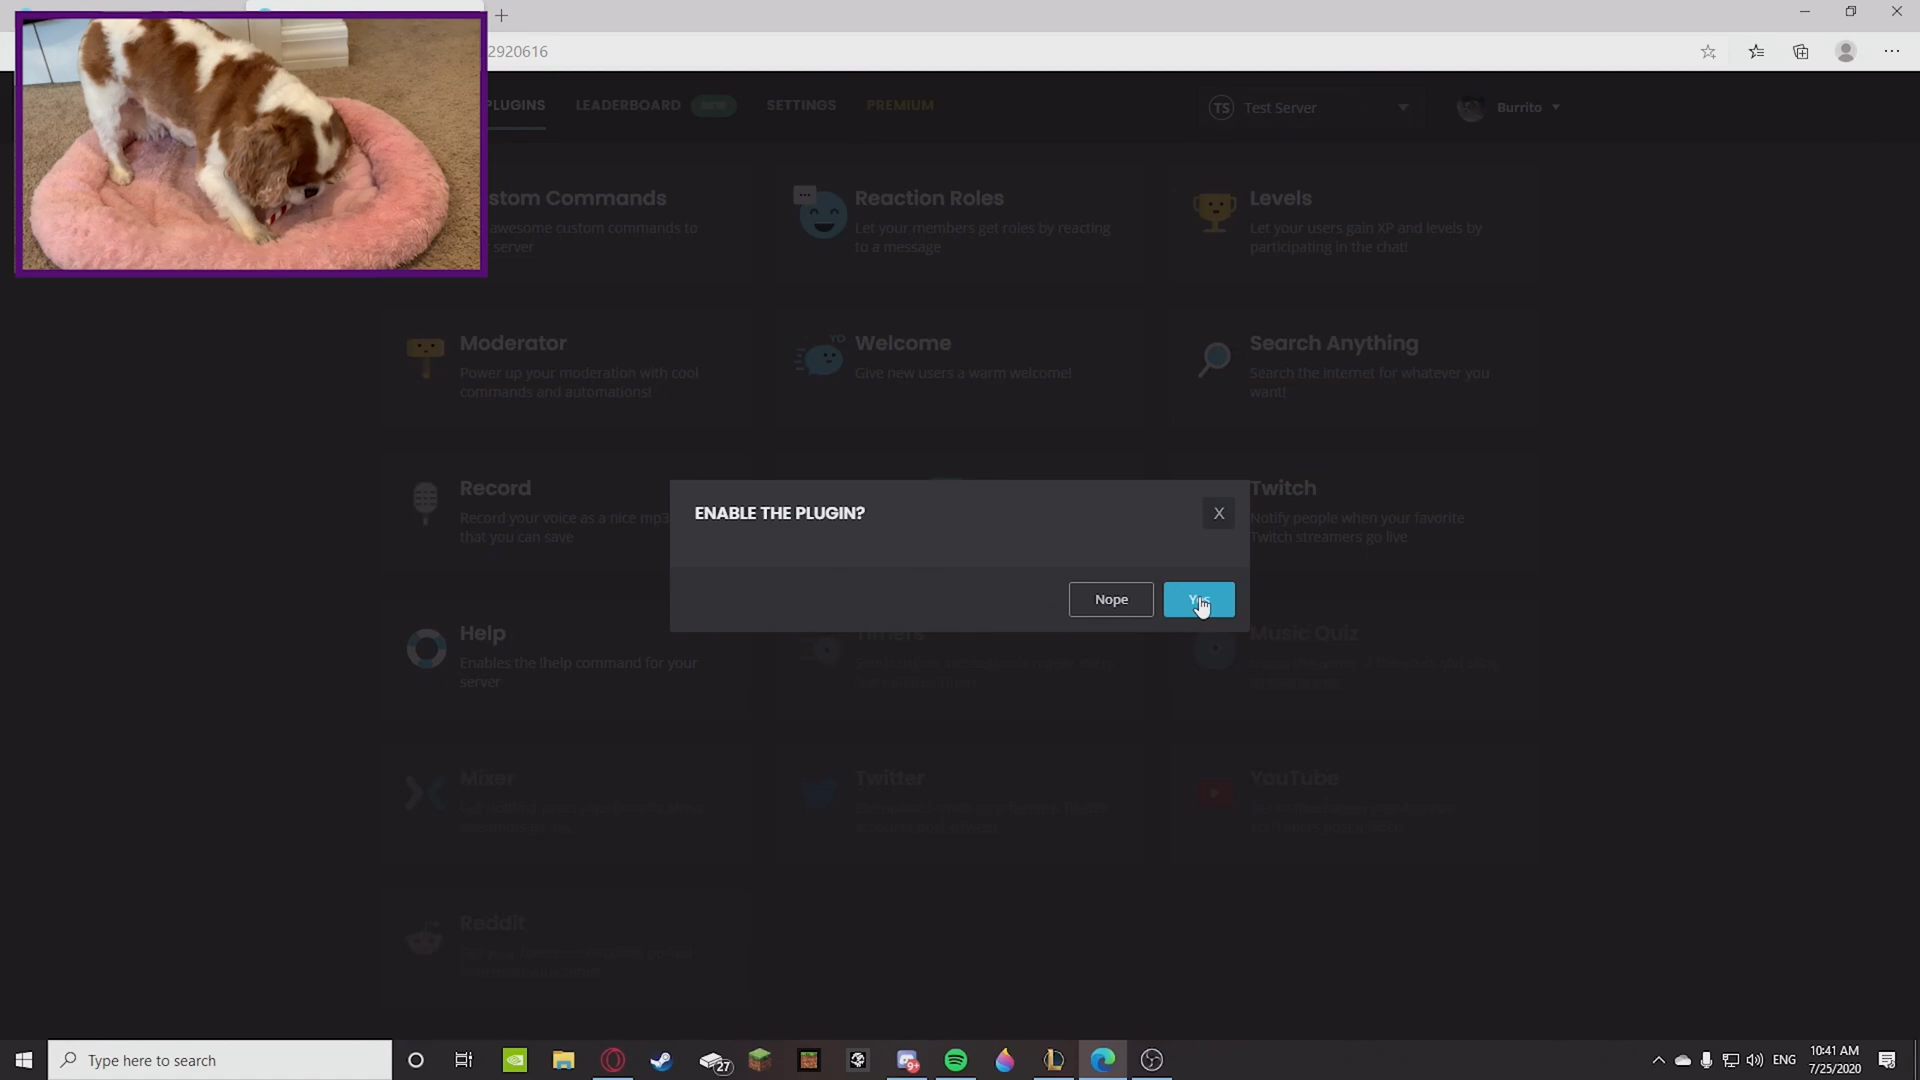 2920616
PLUGINS
LEADERBOARD NEW
SETTINGS
PREMIUM
TS Test Server
Burrito
stom Commands
awesome custom commands to
server
Reaction Roles
Let your members get roles by reacting
to a message
Levels
Let your users gain XP and levels by
participating in the chat!
Moderator
Power up your moderation with cool
commands and automations!
Welcome
Give new users a warm welcome!
Search Anything
Search the internet for whatever you
want!
Record
Record your voice as a nice mp3
that you can save
Twitch
Notify people when your favorite
Twitch streamers go live
ENABLE THE PLUGIN?
X
Nope
Yes
Help
Enables the !help command for your
server
Timers
Music Quiz
Mixer
Twitter
YouTube
Reddit
Type here to search
27
9+
ENG
10:41 AM
7/25/2020